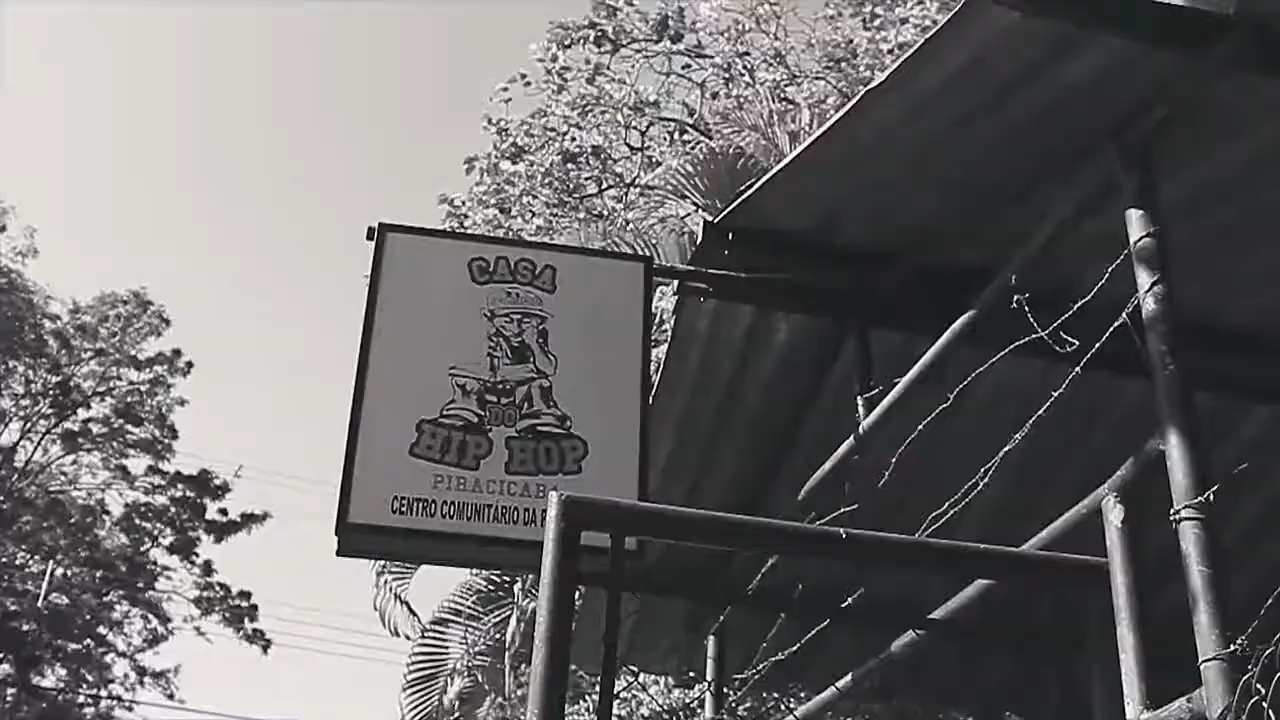 CASA
DO
HIP HOP
PIRACICABA
CENTRO COMUNITÁRIO DA